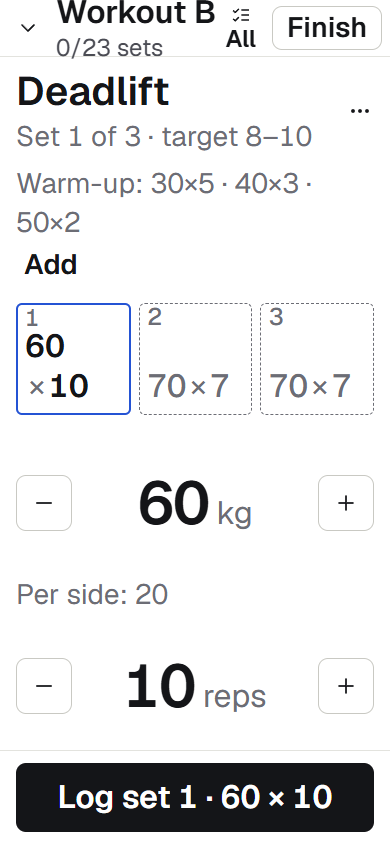 Workout B
0/23 sets
All
Finish
Deadlift
...
Set 1 of 3 · target 8–10
Warm-up: 30×5 · 40×3 ·
50×2
Add
1
60
×10
2
70×7
3
70×7
− 60 kg +
Per side: 20
− 10 reps +
Log set 1 · 60 × 10